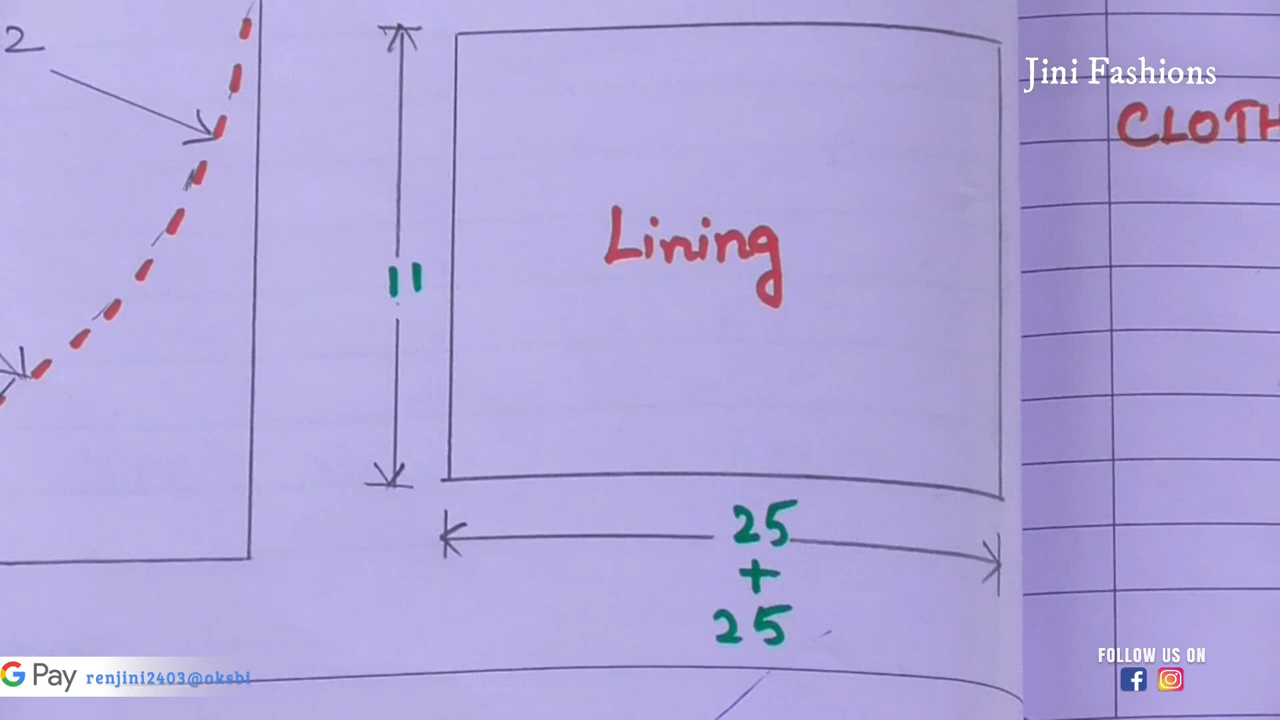 2
Jini Fashions
CLOTH
Lining
11
25
+
25
G Pay renjini2403@oksbi
FOLLOW US ON